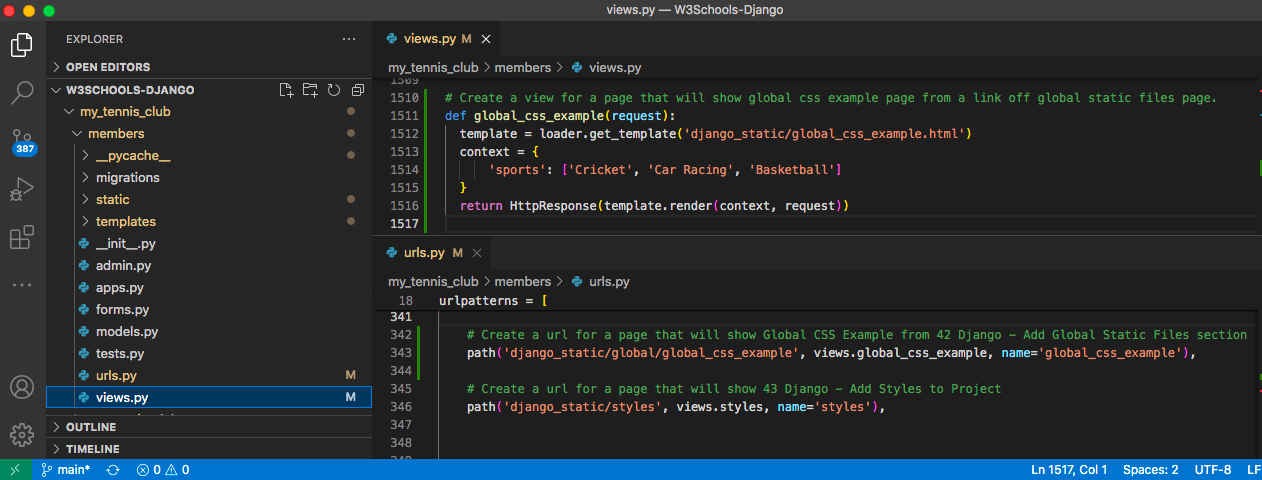 views.py — W3Schools-Django
EXPLORER
OPEN EDITORS
W3SCHOOLS-DJANGO
my_tennis_club
members
__pycache__
migrations
static
templates
__init__.py
admin.py
apps.py
forms.py
models.py
tests.py
urls.py M
views.py M
OUTLINE
TIMELINE
387
views.py M
my_tennis_club > members > views.py
1509
1510 # Create a view for a page that will show global css example page from a link off global static files page.
1511 def global_css_example(request):
1512 template = loader.get_template('django_static/global_css_example.html')
1513 context = {
1514 'sports': ['Cricket', 'Car Racing', 'Basketball']
1515 }
1516 return HttpResponse(template.render(context, request))
1517
urls.py M
my_tennis_club > members > urls.py
18 urlpatterns = [
341
342 # Create a url for a page that will show Global CSS Example from 42 Django - Add Global Static Files section
343 path('django_static/global/global_css_example', views.global_css_example, name='global_css_example'),
344
345 # Create a url for a page that will show 43 Django - Add Styles to Project
346 path('django_static/styles', views.styles, name='styles'),
347
348
main* 0 0
Ln 1517, Col 1 Spaces: 2 UTF-8 LF